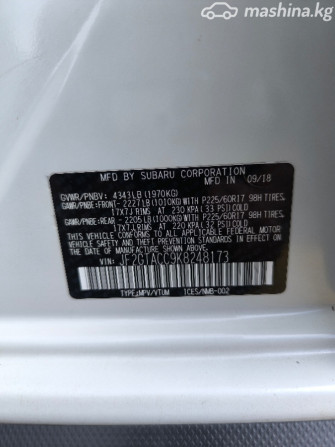 mashina.kg
MFD BY SUBARU CORPORATION
MADE IN 09/18
GVWR/PNBV: 4343LB(1970KG)
GAWR/PNBE:FRONT- 2227LB(1010KG)WITH P225/60R17 98H TIRES.
17X7J RIMS AT 230 KPA(33 PSI)COLD
GAWR/PNBE:REAR - 2205LB(1000KG)WITH P225/60R17 98H TIRES.
17X7J RIMS AT 220 KPA(32 PSI)COLD
THIS VEHICLE CONFORMS TO ALL APPLICABLE FEDERAL
MOTOR VEHICLE SAFETY STANDARDS IN EFFECT ON
THE DATE OF MANUFACTURE SHOWN ABOVE.
VIN: JF2GTACC9K8248173
TYPE:MPV/VTUM ICES/NMB-002